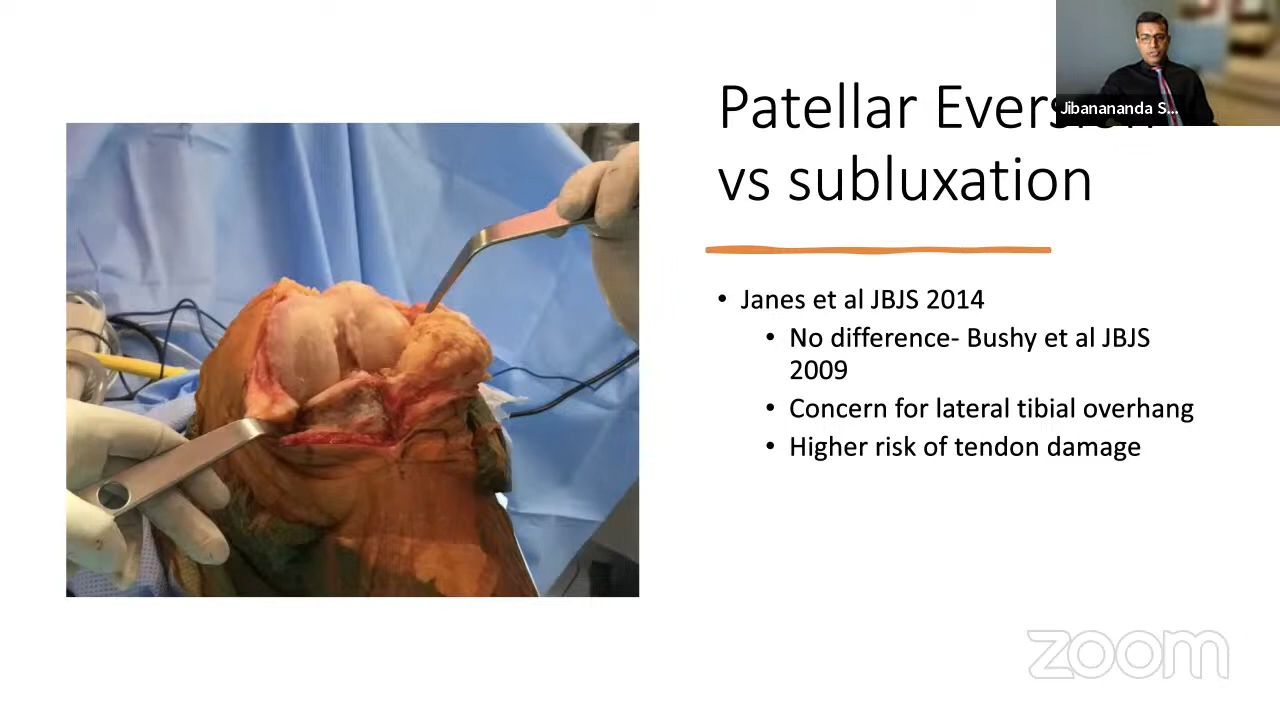 Patellar Eversion
vs subluxation
Jibanananda S...
• Janes et al JBJS 2014
• No difference- Bushy et al JBJS
2009
• Concern for lateral tibial overhang
• Higher risk of tendon damage
zoom